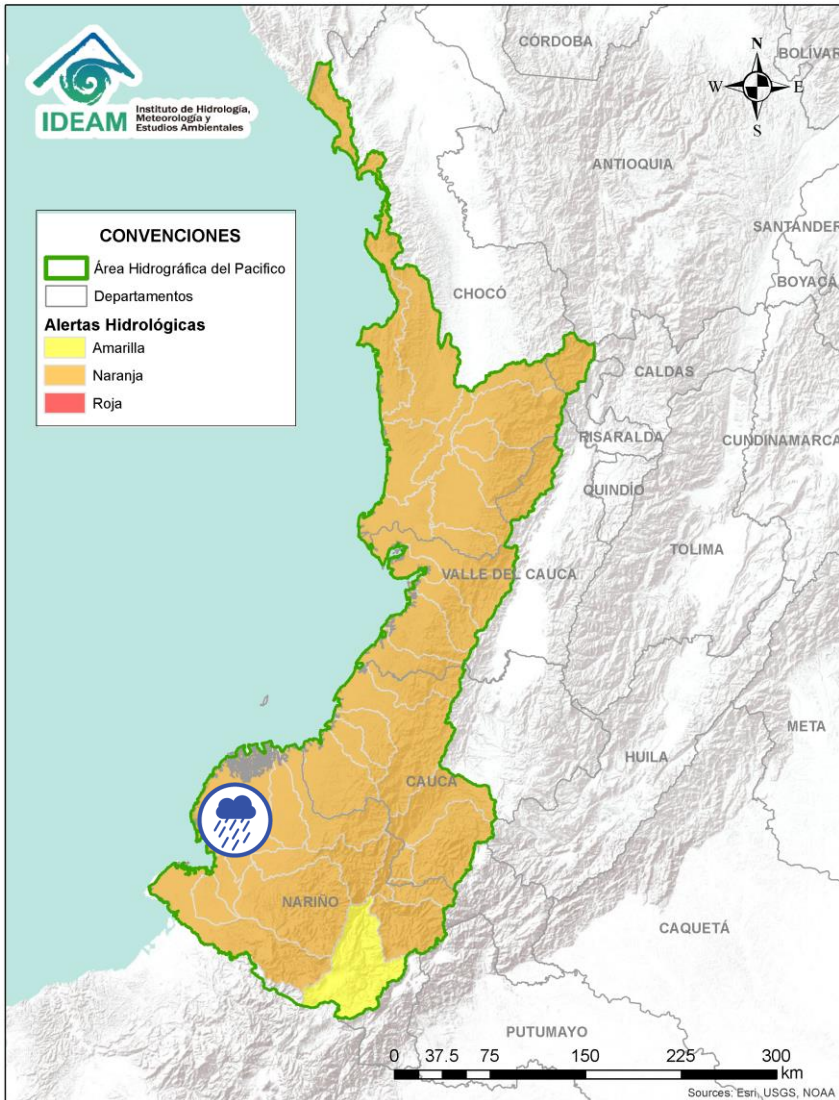 IDEAM
Instituto de Hidrología,
Meteorología y
Estudios Ambientales
N
W E
S
CÓRDOBA
BOLÍVAR
ANTIOQUIA
SANTANDER
BOYACÁ
CONVENCIONES
Área Hidrográfica del Pacifico
Departamentos
Alertas Hidrológicas
Amarilla
Naranja
Roja
CHOCÓ
CALDAS
RISARALDA
CUNDINAMARCA
QUINDÍO
TOLIMA
VALLE DEL CAUCA
META
HUILA
CAUCA
NARIÑO
CAQUETÁ
PUTUMAYO
0 37.5 75 150 225 300
km
Sources: Esri, USGS, NOAA